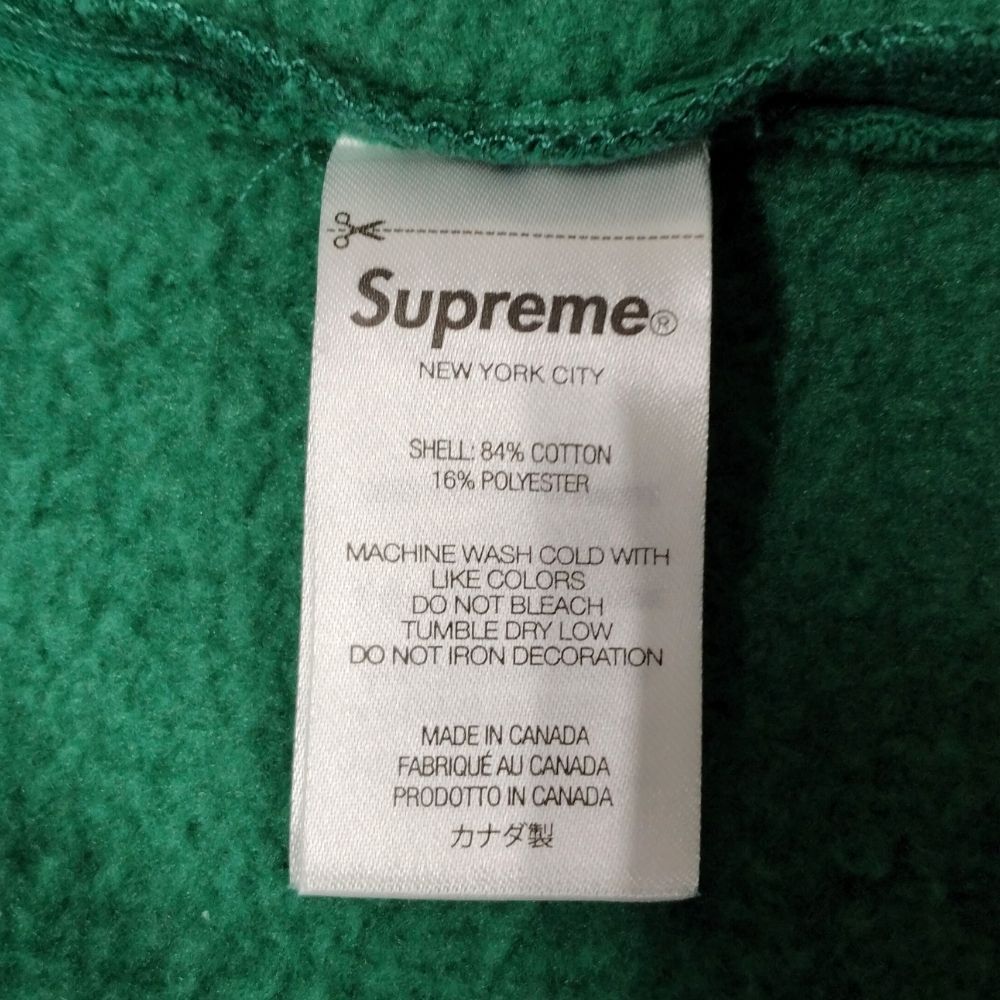 Supreme®
NEW YORK CITY
SHELL: 84% COTTON
16% POLYESTER
MACHINE WASH COLD WITH
LIKE COLORS
DO NOT BLEACH
TUMBLE DRY LOW
DO NOT IRON DECORATION
MADE IN CANADA
FABRIQUÉ AU CANADA
PRODOTTO IN CANADA
カナダ製